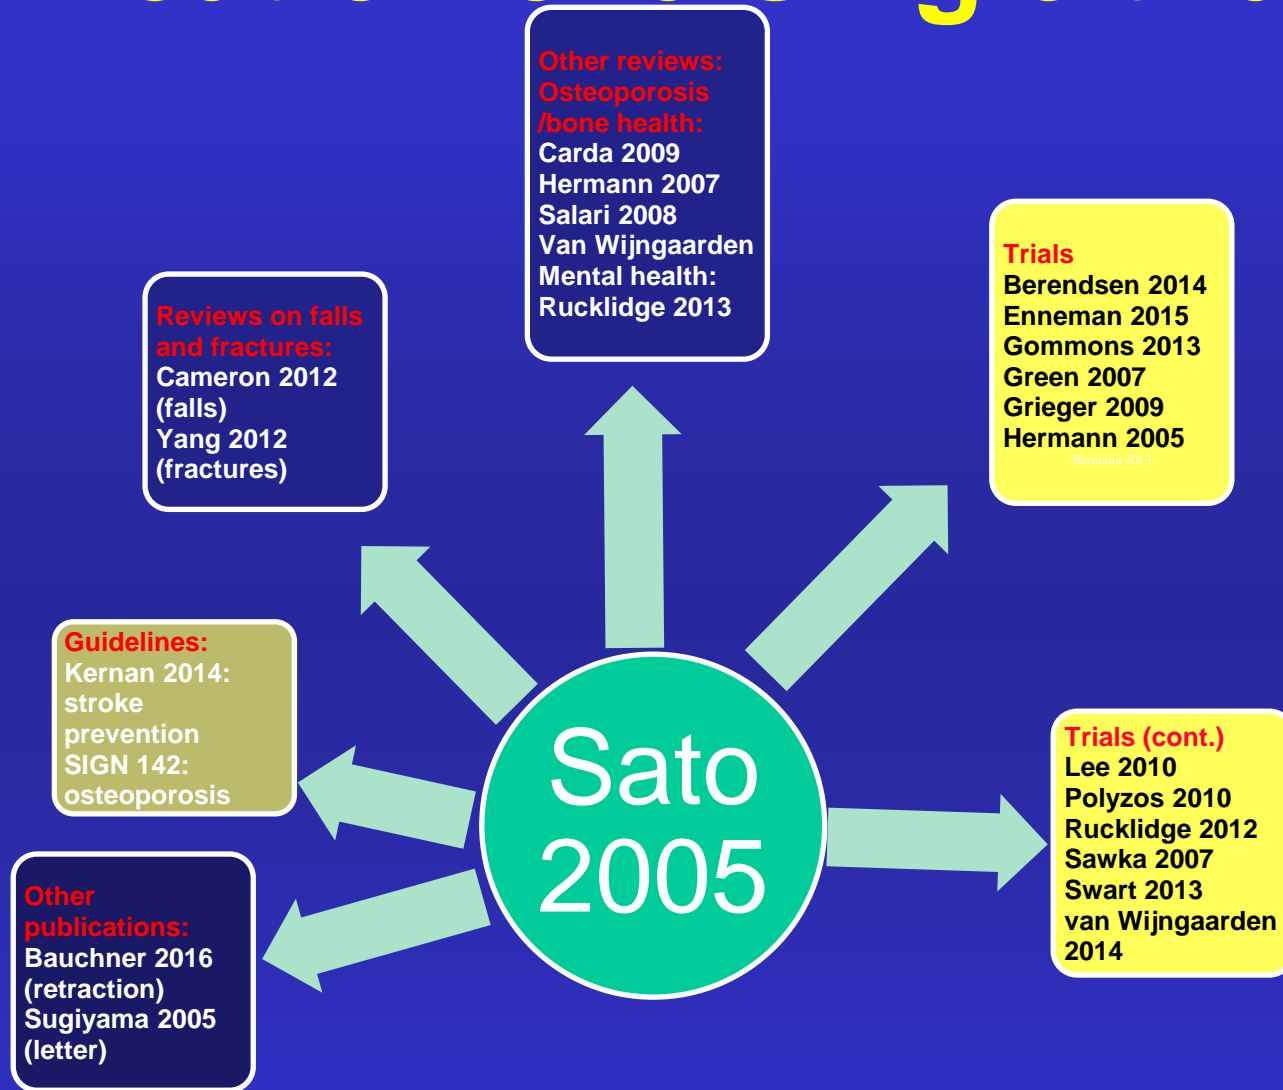 Other reviews:
Osteoporosis
/bone health:
Carda 2009
Hermann 2007
Salari 2008
Van Wijngaarden
Mental health:
Rucklidge 2013
Trials
Berendsen 2014
Enneman 2015
Gommons 2013
Green 2007
Grieger 2009
Hermann 2005
Hermann 2013
Reviews on falls
and fractures:
Cameron 2012
(falls)
Yang 2012
(fractures)
Guidelines:
Kernan 2014:
stroke
prevention
SIGN 142:
osteoporosis
Sato
2005
Trials (cont.)
Lee 2010
Polyzos 2010
Rucklidge 2012
Sawka 2007
Swart 2013
van Wijngaarden
2014
Other
publications:
Bauchner 2016
(retraction)
Sugiyama 2005
(letter)